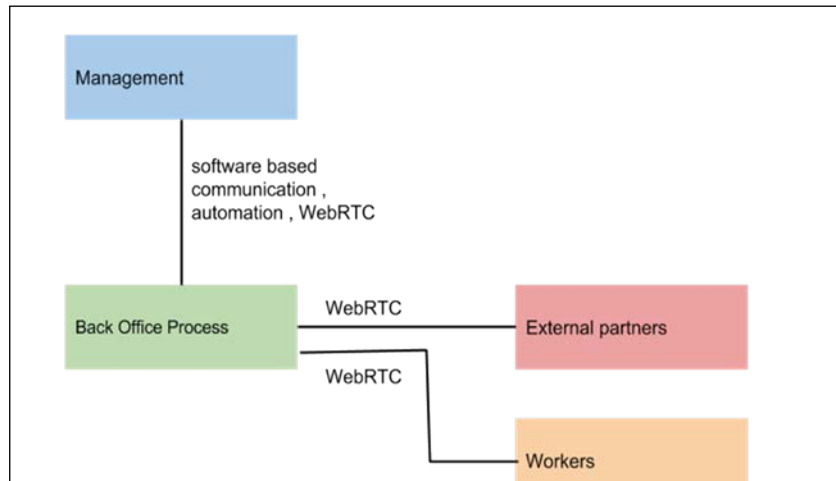 Management
software based
communication ,
automation , WebRTC
WebRTC
Back Office Process
External partners
WebRTC
Workers